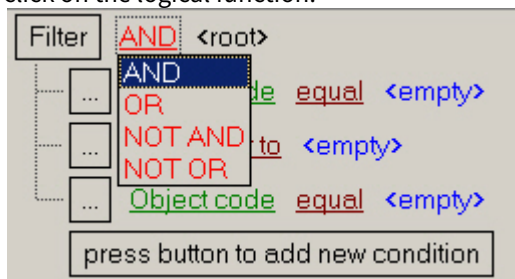 click on the logical function.
Filter AND <root>
AND
OR
NOT AND
NOT OR
... equal <empty>
... to <empty>
... Object code equal <empty>
press button to add new condition